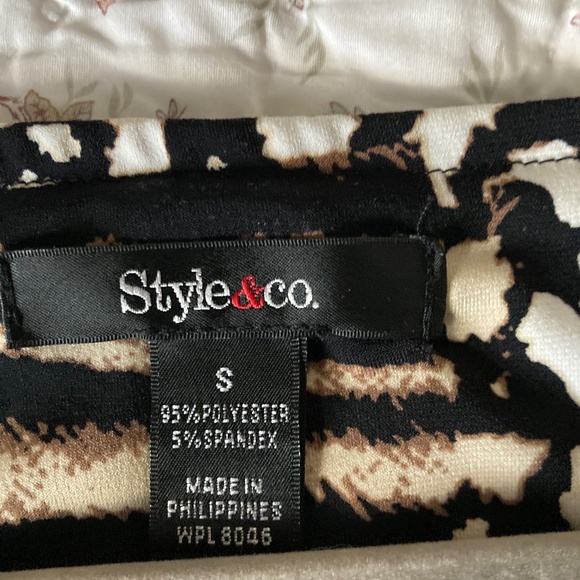 Style&co.
S
95% POLYESTER
5% SPANDEX
MADE IN
PHILIPPINES
WPL 8046